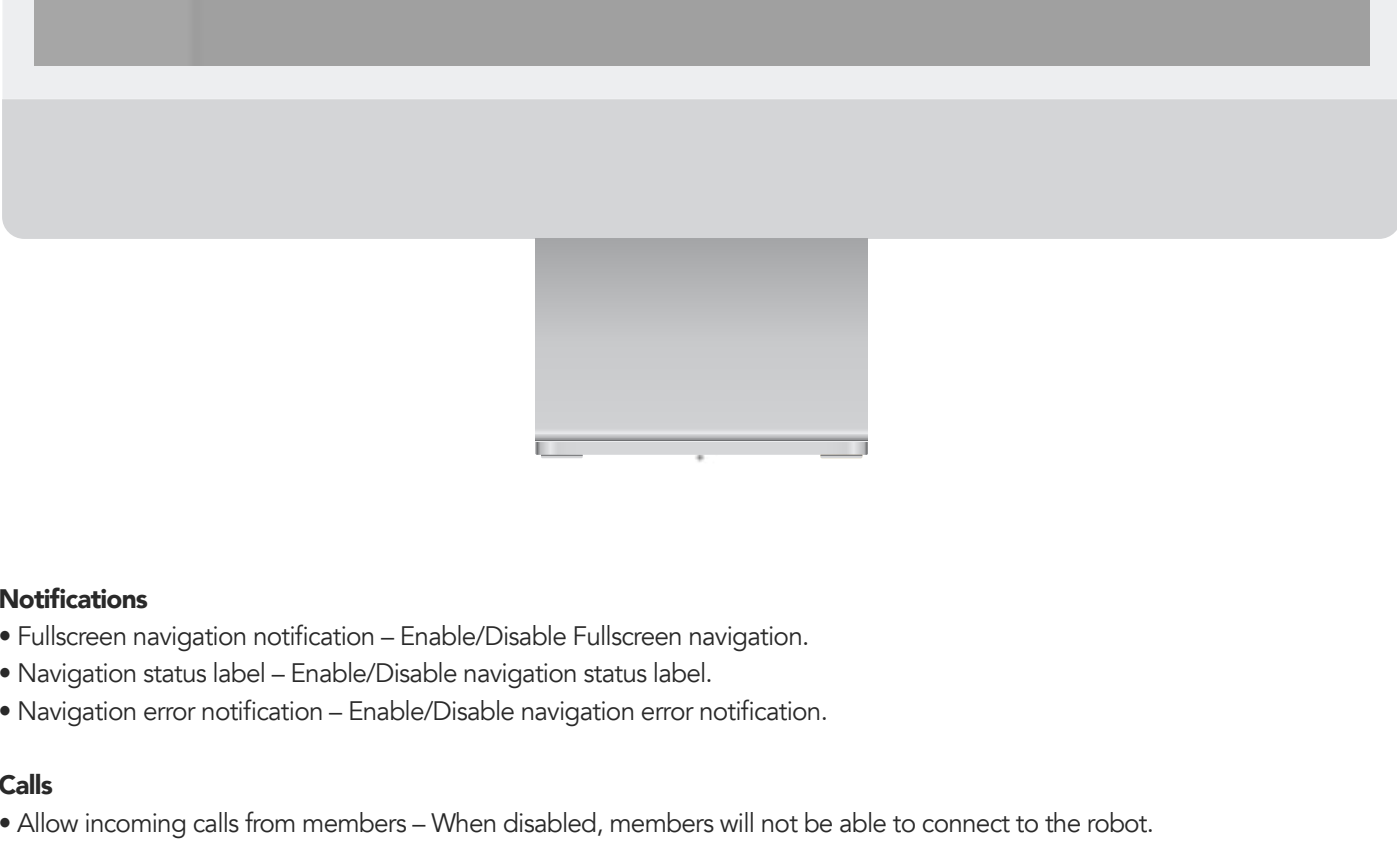 Notifications
• Fullscreen navigation notification – Enable/Disable Fullscreen navigation.
• Navigation status label – Enable/Disable navigation status label.
• Navigation error notification – Enable/Disable navigation error notification.
Calls
• Allow incoming calls from members – When disabled, members will not be able to connect to the robot.